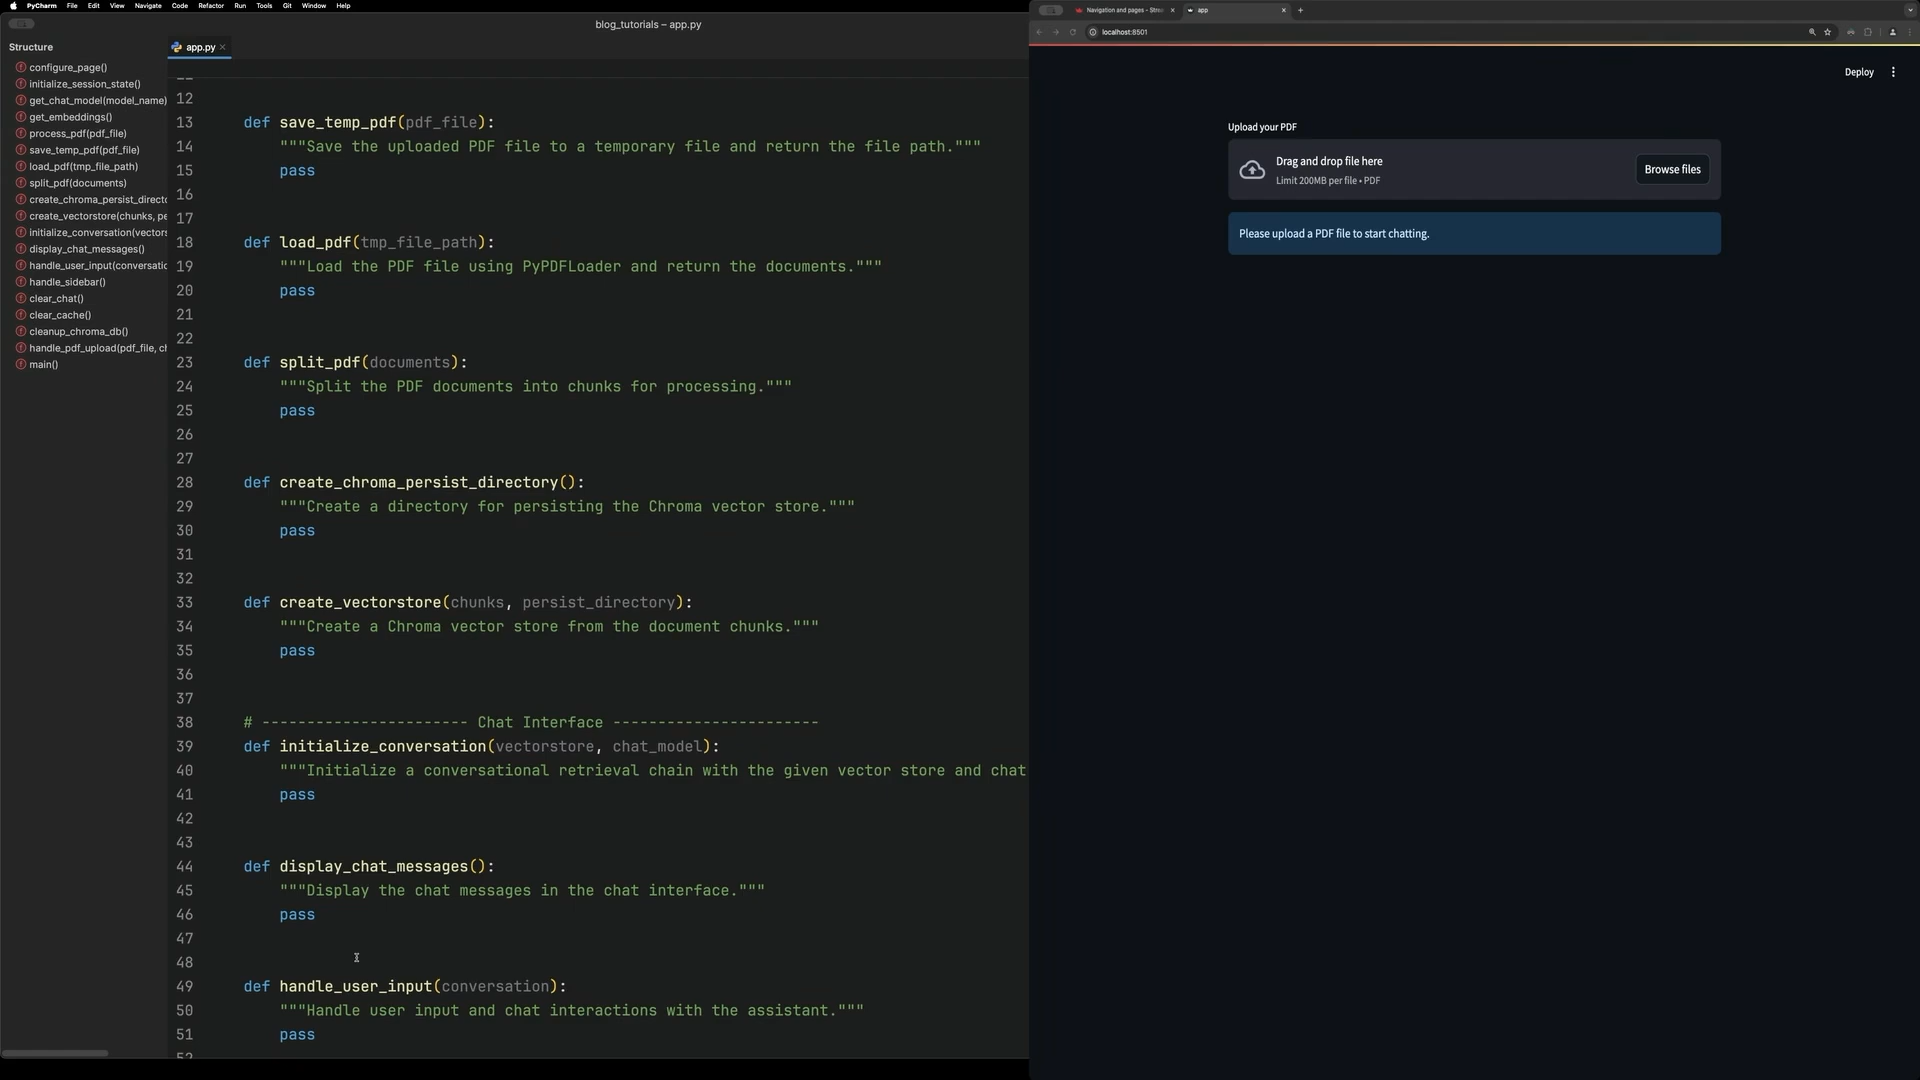 PyCharm File Edit View Navigate Code Refactor Run Tools Git Window Help
blog_tutorials – app.py
Structure
configure_page()
initialize_session_state()
get_chat_model(model_name)
get_embeddings()
process_pdf(pdf_file)
save_temp_pdf(pdf_file)
load_pdf(tmp_file_path)
split_pdf(documents)
create_chroma_persist_directo
create_vectorstore(chunks, pe
initialize_conversation(vectors
display_chat_messages()
handle_user_input(conversatio
handle_sidebar()
clear_chat()
clear_cache()
cleanup_chroma_db()
handle_pdf_upload(pdf_file, ch
main()
app.py
12
13 def save_temp_pdf(pdf_file):
14 """Save the uploaded PDF file to a temporary file and return the file path."""
15 pass
16
17
18 def load_pdf(tmp_file_path):
19 """Load the PDF file using PyPDFLoader and return the documents."""
20 pass
21
22
23 def split_pdf(documents):
24 """Split the PDF documents into chunks for processing."""
25 pass
26
27
28 def create_chroma_persist_directory():
29 """Create a directory for persisting the Chroma vector store."""
30 pass
31
32
33 def create_vectorstore(chunks, persist_directory):
34 """Create a Chroma vector store from the document chunks."""
35 pass
36
37
38 # ----------------------- Chat Interface -----------------------
39 def initialize_conversation(vectorstore, chat_model):
40 """Initialize a conversational retrieval chain with the given vector store and chat
41 pass
42
43
44 def display_chat_messages():
45 """Display the chat messages in the chat interface."""
46 pass
47
48
49 def handle_user_input(conversation):
50 """Handle user input and chat interactions with the assistant."""
51 pass
52
Navigation and pages - Stre
app
localhost:8501
Deploy
Upload your PDF
Drag and drop file here
Limit 200MB per file • PDF
Browse files
Please upload a PDF file to start chatting.